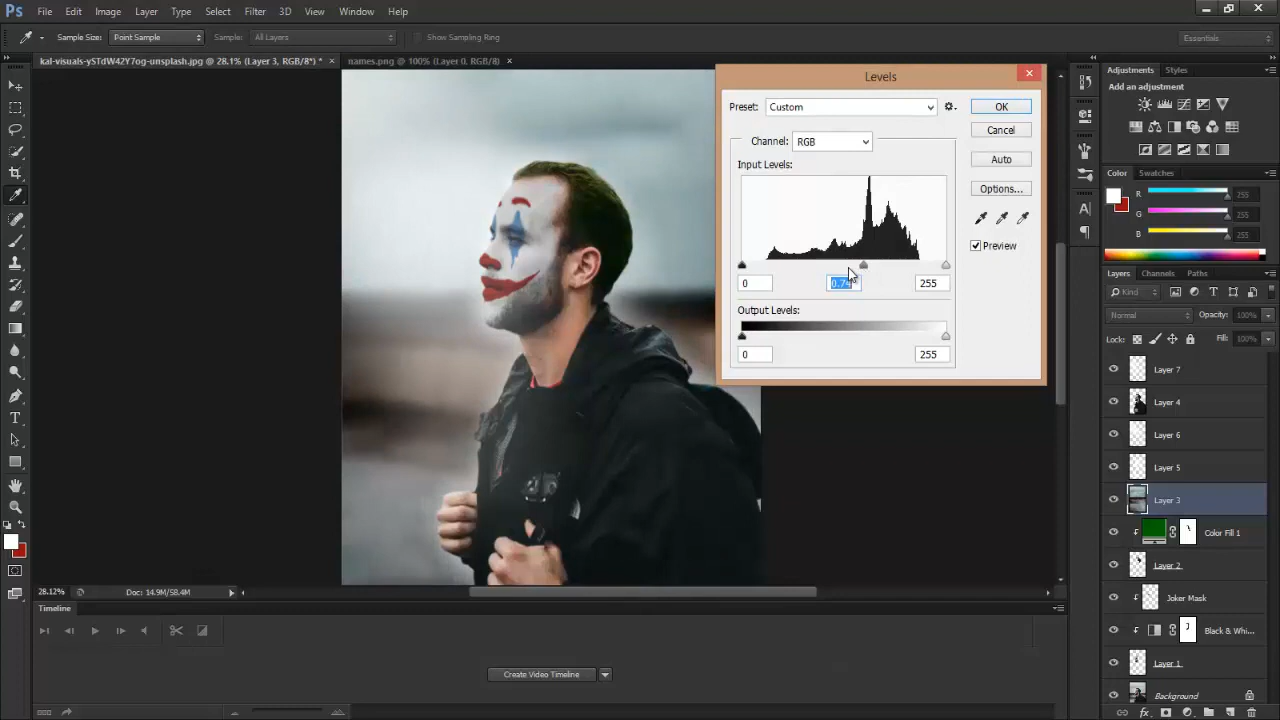 Ps File Edit Image Layer Type Select Filter 3D View Window Help
Sample Size: Point Sample Sample: All Layers Show Sampling Ring Essentials
kal-visuals-ySTdW42Y7og-unsplash.jpg @ 28.1% (Layer 3, RGB/8) * × names.png @ 100% (Layer 0, RGB/8) ×
Levels
Preset: Custom OK
Cancel
Channel: RGB
Auto
Input Levels:
Options...
Preview
0 255
Output Levels:
0 255
Adjustments Styles
Add an adjustment
Color Swatches
R 255
G 255
B 255
Layers Channels Paths
Kind
Normal Opacity: 100%
Lock: Fill: 100%
Layer 7
Layer 4
Layer 6
Layer 5
Layer 3
Color Fill 1
Layer 2
Joker Mask
Black & Whi...
Layer 1
Background
28.12% Doc: 14.9M/58.4M
Timeline
Create Video Timeline